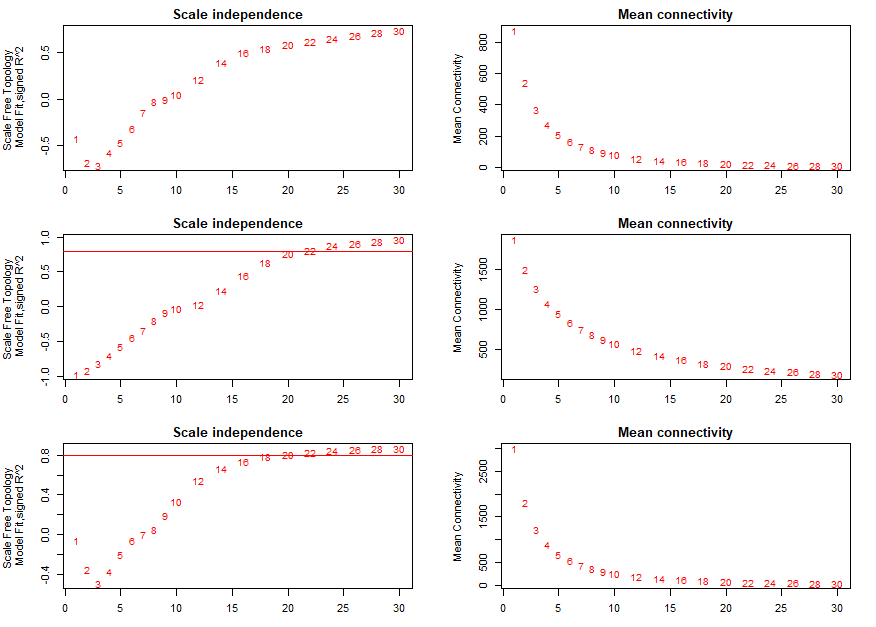 Scale independence
Scale Free Topology
Model Fit,signed R^2
0.5
0.0
-0.5
1 2 3 4 5 6 7 8 9 10 12 14 16 18 20 22 24 26 28 30
0 5 10 15 20 25 30
Mean connectivity
Mean Connectivity
800
600
400
200
0
1 2 3 4 5 6 7 8 9 10 12 14 16 18 20 22 24 26 28 30
0 5 10 15 20 25 30
Scale independence
Scale Free Topology
Model Fit,signed R^2
1.0
0.5
0.0
-1.0
1 2 3 4 5 6 7 8 9 10 12 14 16 18 20 22 24 26 28 30
0 5 10 15 20 25 30
Mean connectivity
Mean Connectivity
1500
1000
500
1 2 3 4 5 6 7 8 9 10 12 14 16 18 20 22 24 26 28 30
0 5 10 15 20 25 30
Scale independence
Scale Free Topology
Model Fit,signed R^2
0.8
0.4
0.0
-0.4
1 2 3 4 5 6 7 8 9 10 12 14 16 18 20 22 24 26 28 30
0 5 10 15 20 25 30
Mean connectivity
Mean Connectivity
2500
1500
500
0
1 2 3 4 5 6 7 8 9 10 12 14 16 18 20 22 24 26 28 30
0 5 10 15 20 25 30